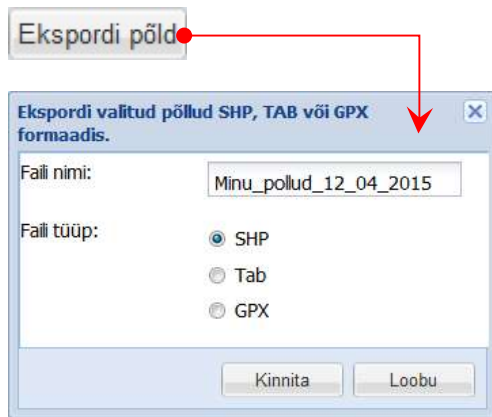 Ekspordi põld
Ekspordi valitud põllud SHP, TAB või GPX
formaadis.
Faili nimi:
Minu_pollud_12_04_2015
Faili tüüp:
SHP
Tab
GPX
Kinnita
Loobu